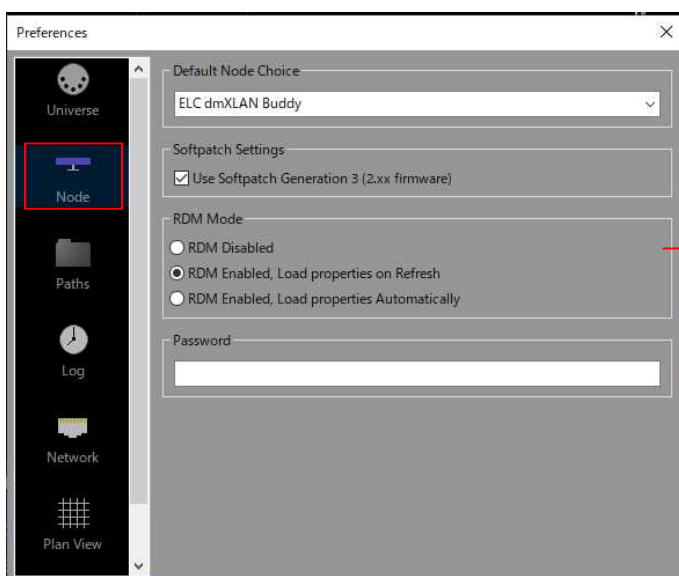 Preferences
Universe
Node
Paths
Log
Network
Plan View
Default Node Choice
ELC dmXLAN Buddy
Softpatch Settings
Use Softpatch Generation 3 (2.xx firmware)
RDM Mode
RDM Disabled
RDM Enabled, Load properties on Refresh
RDM Enabled, Load properties Automatically
Password